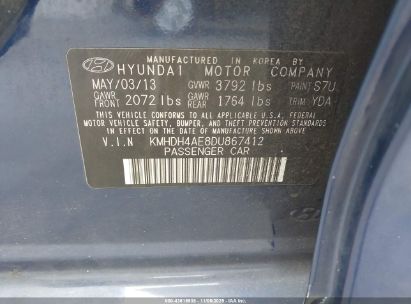 MANUFACTURED IN KOREA BY
HYUNDAI MOTOR COMPANY
MAY/03/13 GVWR 3792 lbs PAINT S7U
GAWR FRONT 2072 lbs GAWR REAR 1764 lbs TRIM YDA
THIS VEHICLE CONFORMS TO ALL APPLICABLE U.S.A FEDERAL
MOTOR VEHICLE SAFETY, BUMPER, AND THEFT PREVENTION
STANDARDS IN EFFECT ON THE DATE OF MANUFACTURE SHOWN ABOVE.
V.I.N KMHDH4AE8DU867412
PASSENGER CAR